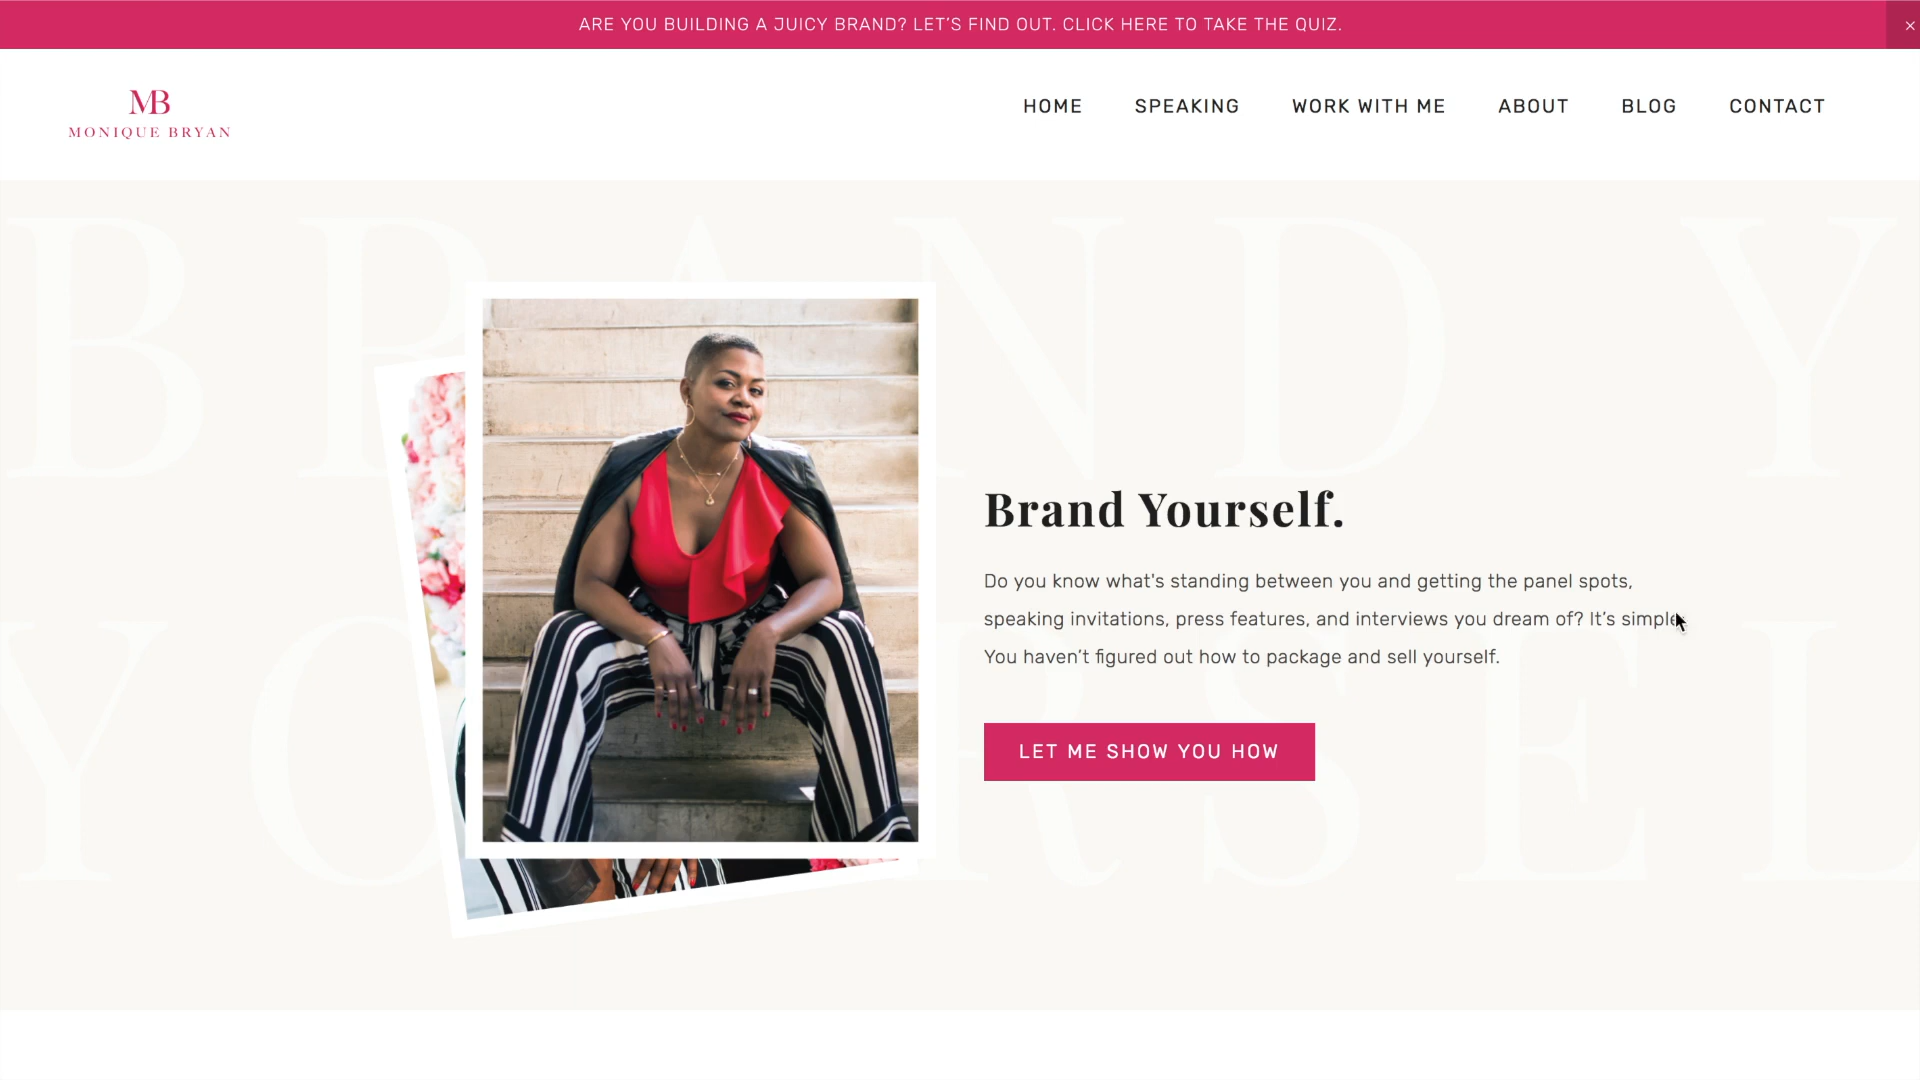 ARE YOU BUILDING A JUICY BRAND? LET'S FIND OUT. CLICK HERE TO TAKE THE QUIZ.
MB
MONIQUE BRYAN
HOME
SPEAKING
WORK WITH ME
ABOUT
BLOG
CONTACT
BRAND Y
YOURSEL
Brand Yourself.
Do you know what's standing between you and getting the panel spots,
speaking invitations, press features, and interviews you dream of? It’s simple
You haven’t figured out how to package and sell yourself.
LET ME SHOW YOU HOW